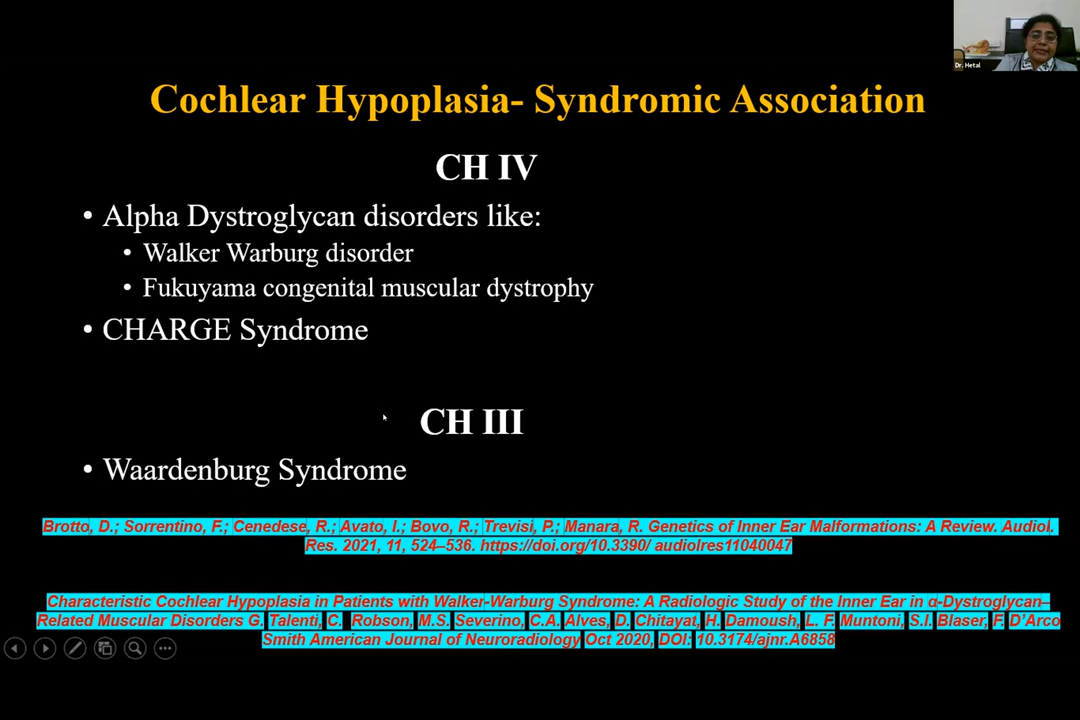 Dr. Hetal
Cochlear Hypoplasia- Syndromic Association
CH IV
• Alpha Dystroglycan disorders like:
• Walker Warburg disorder
• Fukuyama congenital muscular dystrophy
• CHARGE Syndrome
CH III
• Waardenburg Syndrome
Brotto, D.; Sorrentino, F.; Cenedese, R.; Avato, I.; Bovo, R.; Trevisi, P.; Manara, R. Genetics of Inner Ear Malformations: A Review. Audiol.
Res. 2021, 11, 524–536. https://doi.org/10.3390/ audiolres11040047
Characteristic Cochlear Hypoplasia in Patients with Walker-Warburg Syndrome: A Radiologic Study of the Inner Ear in α-Dystroglycan–
Related Muscular Disorders G. Talenti, C. Robson, M.S. Severino, C.A. Alves, D. Chitayat, H. Damoush, L. F. Muntoni, S.I. Blaser, F. D'Arco
Smith American Journal of Neuroradiology Oct 2020, DOI: 10.3174/ajnr.A6858